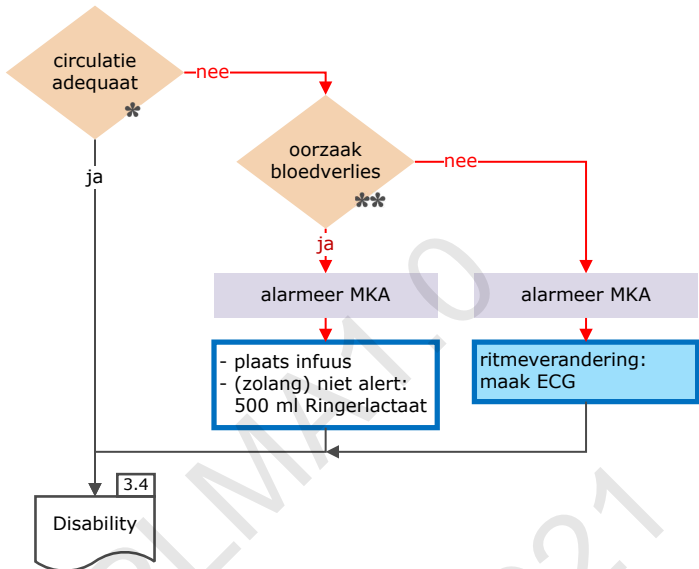 circulatie
adequaat
*
nee
oorzaak
bloedverlies
**
nee
ja
ja
alarmeer MKA
alarmeer MKA
- plaats infuus
- (zolang) niet alert:
500 ml Ringerlactaat
ritmeverandering:
maak ECG
3.4
Disability